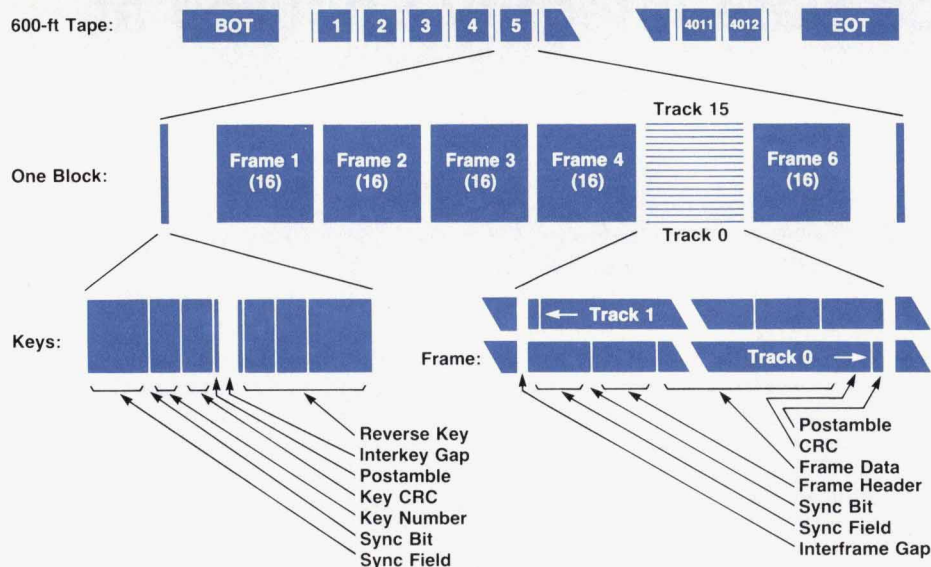 600-ft Tape:
BOT
1
2
3
4
5
4011
4012
EOT
Track 15
One Block:
Frame 1
(16)
Frame 2
(16)
Frame 3
(16)
Frame 4
(16)
Frame 6
(16)
Track 0
Keys:
Track 1
Frame:
Track 0
Reverse Key
Interkey Gap
Postamble
Key CRC
Key Number
Sync Bit
Sync Field
Postamble
CRC
Frame Data
Frame Header
Sync Bit
Sync Field
Interframe Gap